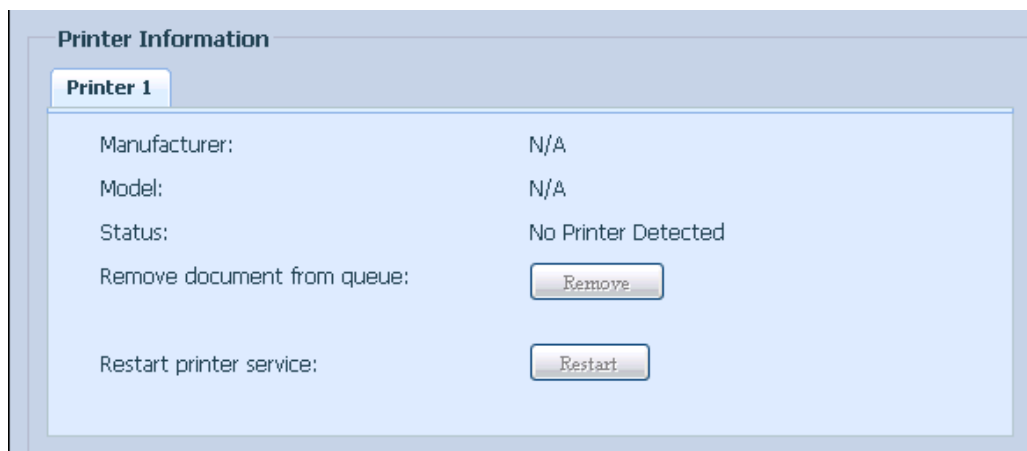 Printer Information
Printer 1
Manufacturer: N/A
Model: N/A
Status: No Printer Detected
Remove document from queue: Remove
Restart printer service: Restart